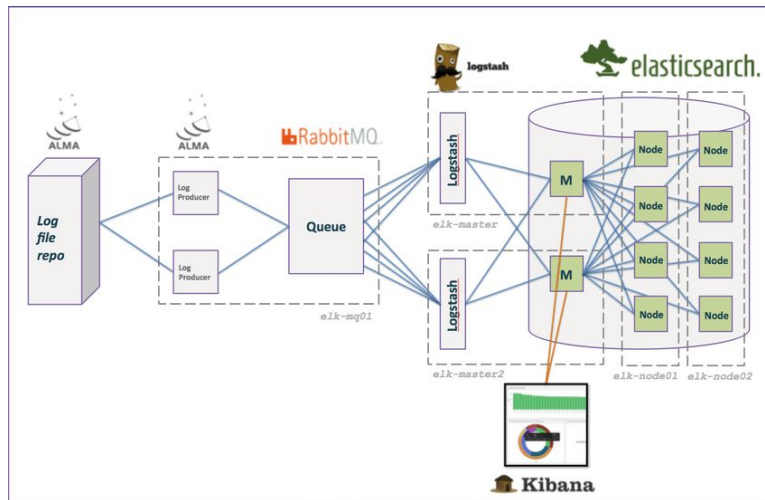 logstash
elasticsearch.
ALMA
ALMA
RabbitMQ
Log
file
repo
Log
Producer
Log
Producer
Queue
elk-mq01
Logstash
elk-master
Logstash
elk-master2
M
M
Node
Node
Node
Node
Node
Node
Node
Node
elk-node01
elk-node02
Kibana